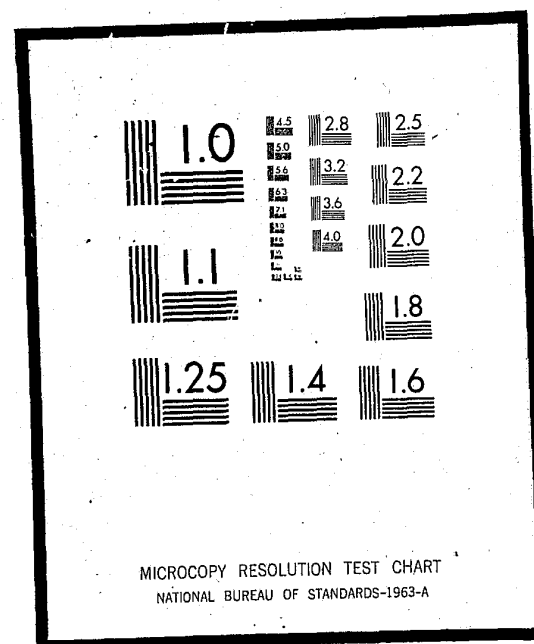 1.0 4.5 2.8 2.5
5.0
5.6 3.2 2.2
6.3
7.1 3.6
4.0 2.0
1.1
1.8
1.25 1.4 1.6
MICROCOPY RESOLUTION TEST CHART
NATIONAL BUREAU OF STANDARDS-1963-A